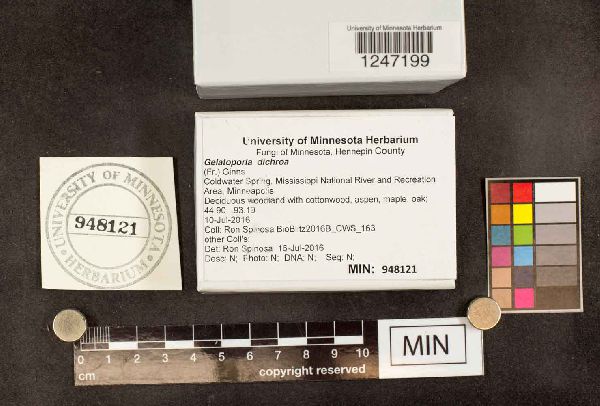 University of Minnesota Herbarium
1247199
University of Minnesota Herbarium
Fungi of Minnesota, Hennepin County
Gelatoporia dichroa
(Fr.) Ginns
Coldwater Spring, Mississippi National River and Recreation
Area, Minneapolis
Deciduous woodland with cottonwood, aspen, maple, oak;
44.90 -93.19
10-Jul-2016
Coll: Ron Spinosa BioBlitz2016B_CWS_163
other Coll's:
Det: Ron Spinosa 16-Jul-2016
Desc: N; Photo: N; DNA: N; Seq: N;
MIN: 948121
UNIVERSITY OF MINNESOTA
948121
HERBARIUM
0 1 2 3 4 5 6 7 8 9 10
cm
copyright reserved
MIN